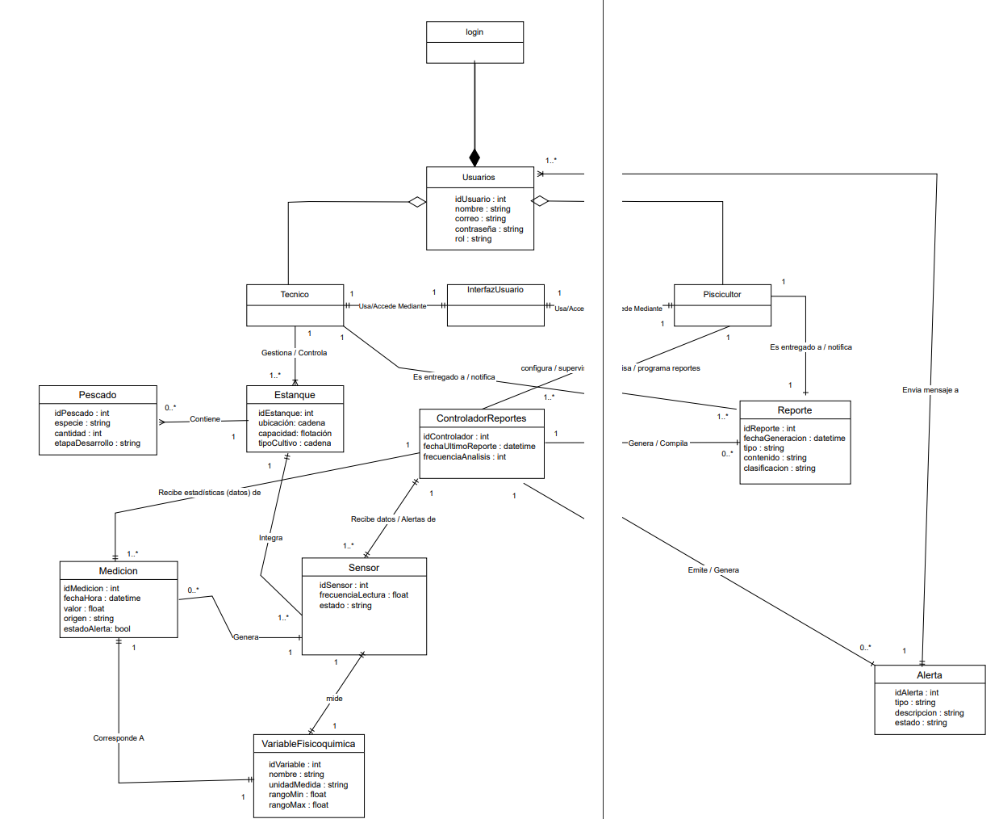 login
1..*
Usuarios
idUsuario : int
nombre : string
correo : string
contraseña : string
rol : string
Tecnico
1
Usa/Accede Mediante
1
InterfazUsuario
1
Usa/Acce
ede Mediante
1
Piscicultor
1
1
1
1
Gestiona / Controla
1..*
Es entregado a / notifica
configura / supervis
isa / programa reportes
Es entregado a / notifica
1
1..*
1..*
Envia mensaje a
Pescado
idPescado : int
especie : string
cantidad : int
etapaDesarrollo : string
0..*
Contiene
1
Estanque
idEstanque: int
ubicación: cadena
capacidad: flotación
tipoCultivo : cadena
1
ControladorReportes
idControlador : int
fechaUltimoReporte : datetime
frecuenciaAnalisis : int
1
1
Genera / Compila
0..*
Reporte
idReporte : int
fechaGeneracion : datetime
tipo : string
contenido : string
clasificacion : string
Recibe estadísticas (datos) de
1
1
Recibe datos / Alertas de
Integra
1..*
1..*
Medicion
idMedicion : int
fechaHora : datetime
valor : float
origen : string
estadoAlerta: bool
0..*
Genera
1..*
1
Sensor
idSensor : int
frecuenciaLectura : float
estado : string
Emite / Genera
0..*
1
Alerta
idAlerta : int
tipo : string
descripcion : string
estado : string
1
1
mide
1
Corresponde A
1
VariableFisicoquimica
idVariable : int
nombre : string
unidadMedida : string
rangoMin : float
rangoMax : float